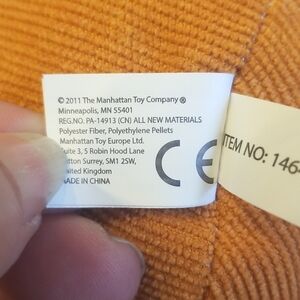 © 2011 The Manhattan Toy Company ®
Minneapolis, MN 55401
REG.NO. PA-14913 (CN) ALL NEW MATERIALS
Polyester Fiber, Polyethylene Pellets
Manhattan Toy Europe Ltd.
Suite 3, 5 Robin Hood Lane
Surrey, SM1 2SW,
United Kingdom
MADE IN CHINA
CE
ITEM NO: 146